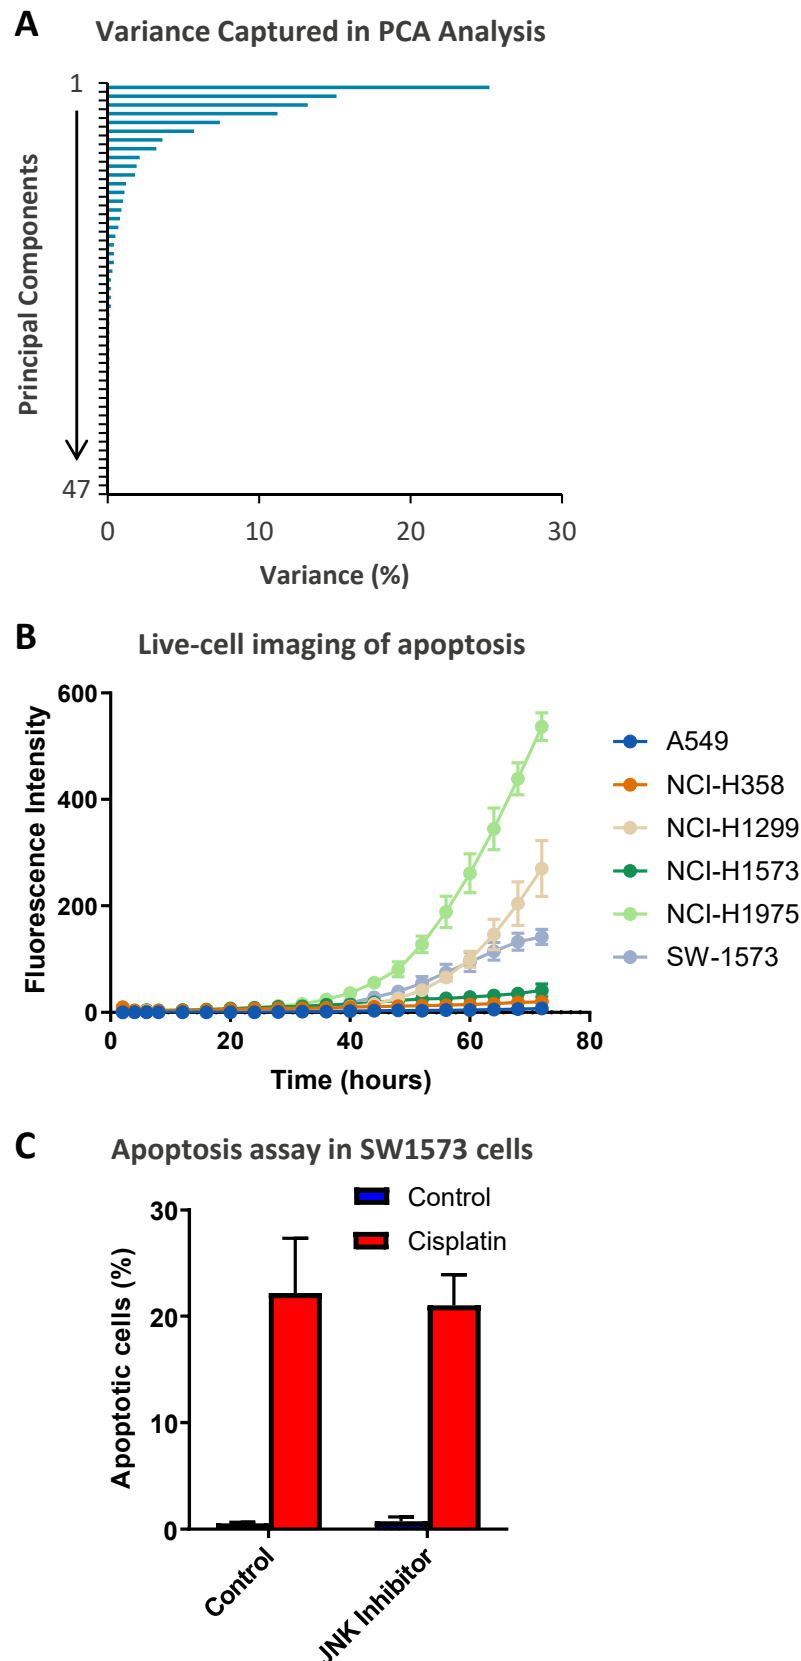 A
Variance Captured in PCA Analysis
1
Principal Components
47
0 10 20 30
Variance (%)
B
Live-cell imaging of apoptosis
600
400
200
0
Fluorescence Intensity
0 20 40 60 80
Time (hours)
A549
NCI-H358
NCI-H1299
NCI-H1573
NCI-H1975
SW-1573
C
Apoptosis assay in SW1573 cells
Control
Cisplatin
30
20
10
0
Apoptotic cells (%)
Control
JNK Inhibitor